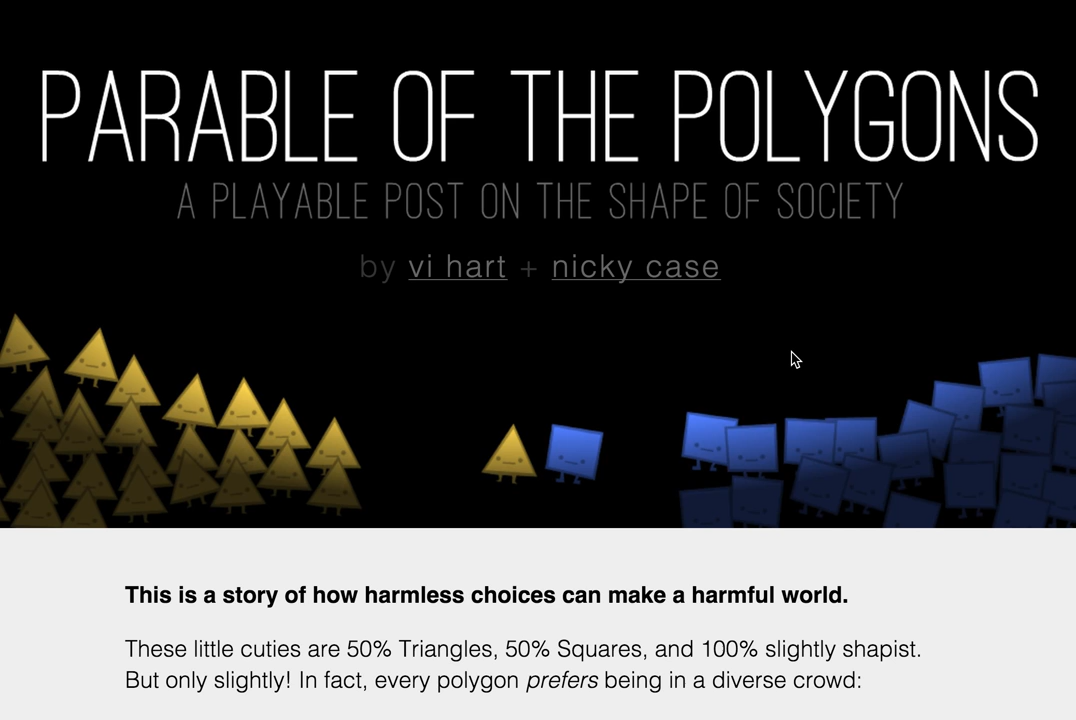 PARABLE OF THE POLYGONS
A PLAYABLE POST ON THE SHAPE OF SOCIETY
by vi hart + nicky case
This is a story of how harmless choices can make a harmful world.
These little cuties are 50% Triangles, 50% Squares, and 100% slightly shapist.
But only slightly! In fact, every polygon prefers being in a diverse crowd: